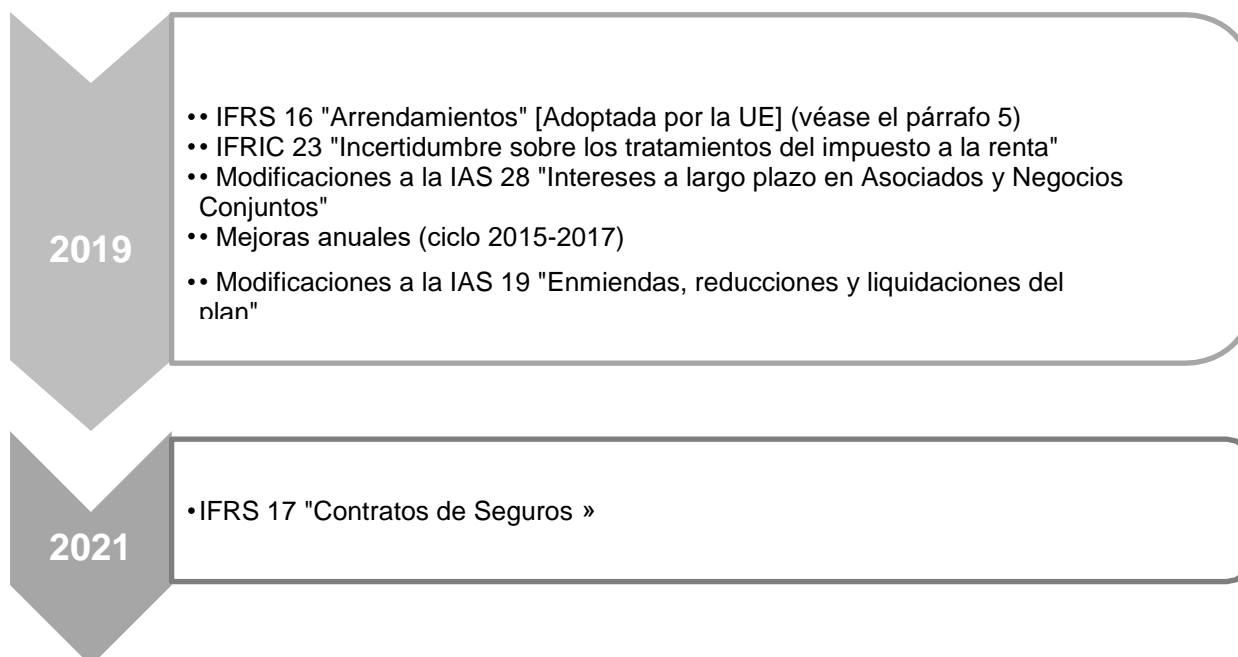 •• IFRS 16 "Arrendamientos" [Adoptada por la UE] (véase el párrafo 5)
•• IFRIC 23 "Incertidumbre sobre los tratamientos del impuesto a la renta"
•• Modificaciones a la IAS 28 "Intereses a largo plazo en Asociados y Negocios
Conjuntos"
2019
•• Mejoras anuales (ciclo 2015-2017)
•• Modificaciones a la IAS 19 "Enmiendas, reducciones y liquidaciones del
plan"
•IFRS 17 "Contratos de Seguros »
2021